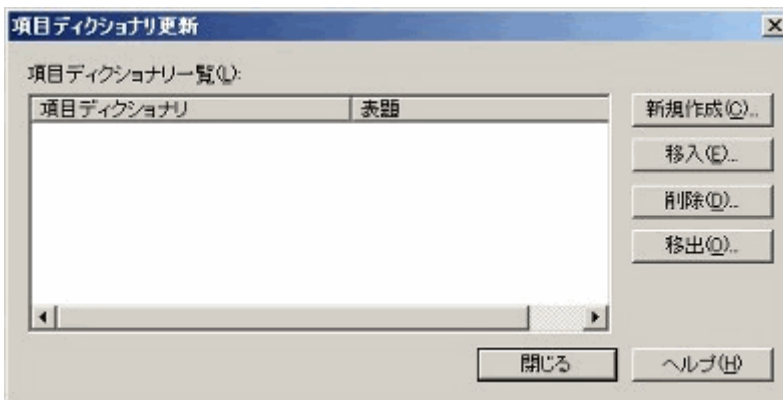 項目ディクショナリ更新
項目ディクショナリ一覧(L):
項目ディクショナリ 表題
新規作成(C)...
移入(E)...
削除(D)...
移出(O)...
閉じる ヘルプ(H)